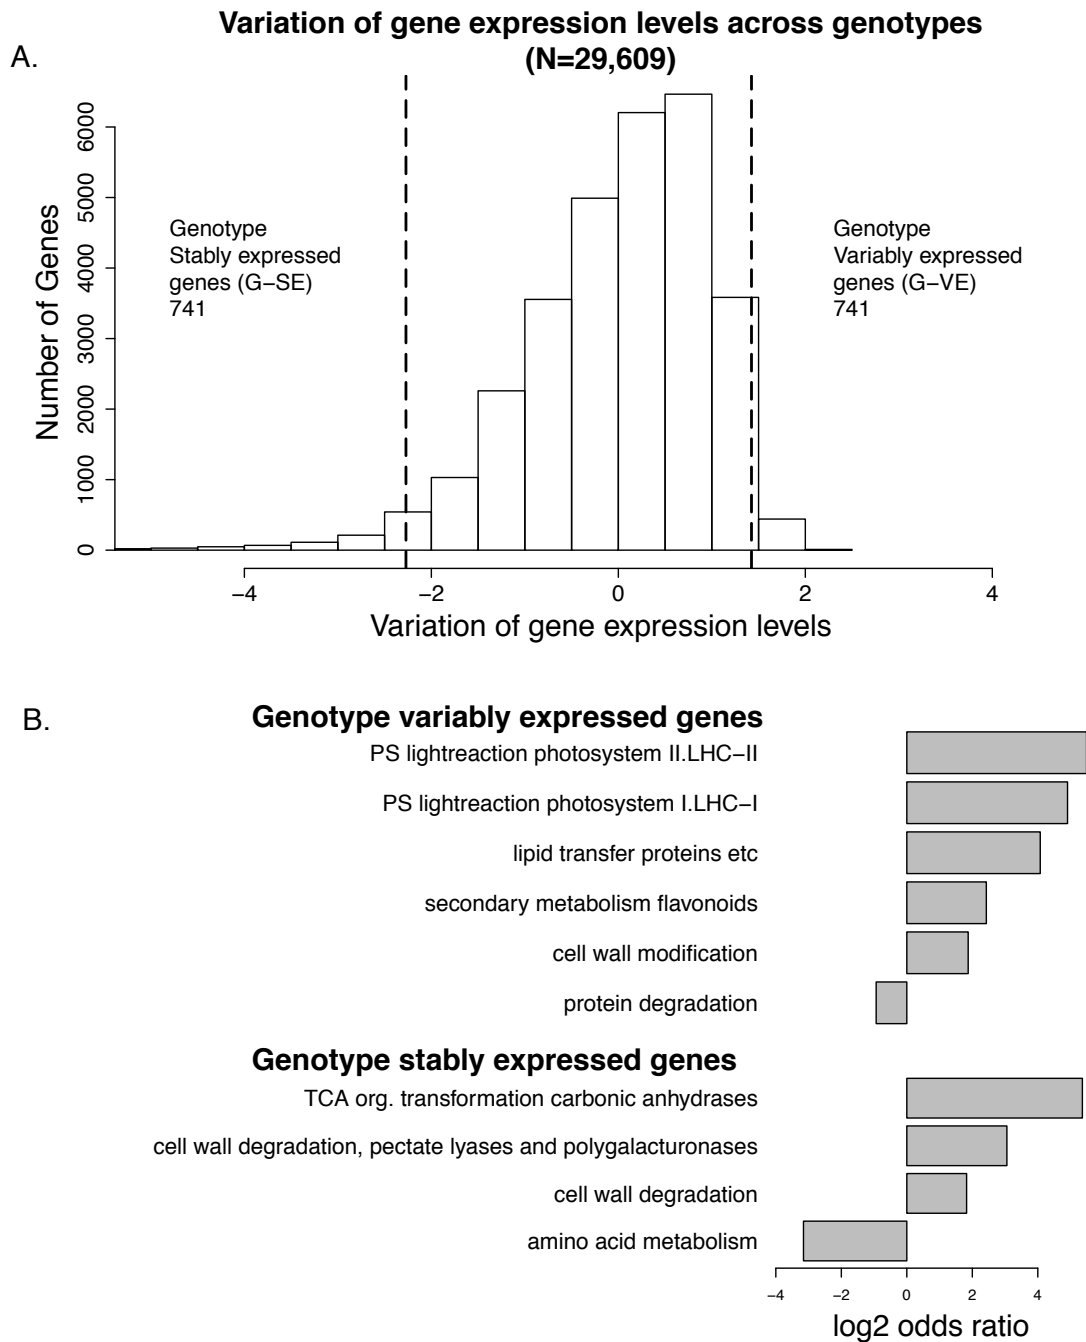 Variation of gene expression levels across genotypes
(N=29,609)
A.
Number of Genes
0
1000
2000
3000
4000
5000
6000
Genotype
Stably expressed
genes (G−SE)
741
Genotype
Variably expressed
genes (G−VE)
741
−4
−2
0
2
4
Variation of gene expression levels
B.
Genotype variably expressed genes
PS lightreaction photosystem II.LHC−II
PS lightreaction photosystem I.LHC−I
lipid transfer proteins etc
secondary metabolism flavonoids
cell wall modification
protein degradation
Genotype stably expressed genes
TCA org. transformation carbonic anhydrases
cell wall degradation, pectate lyases and polygalacturonases
cell wall degradation
amino acid metabolism
−4
−2
0
2
4
log2 odds ratio